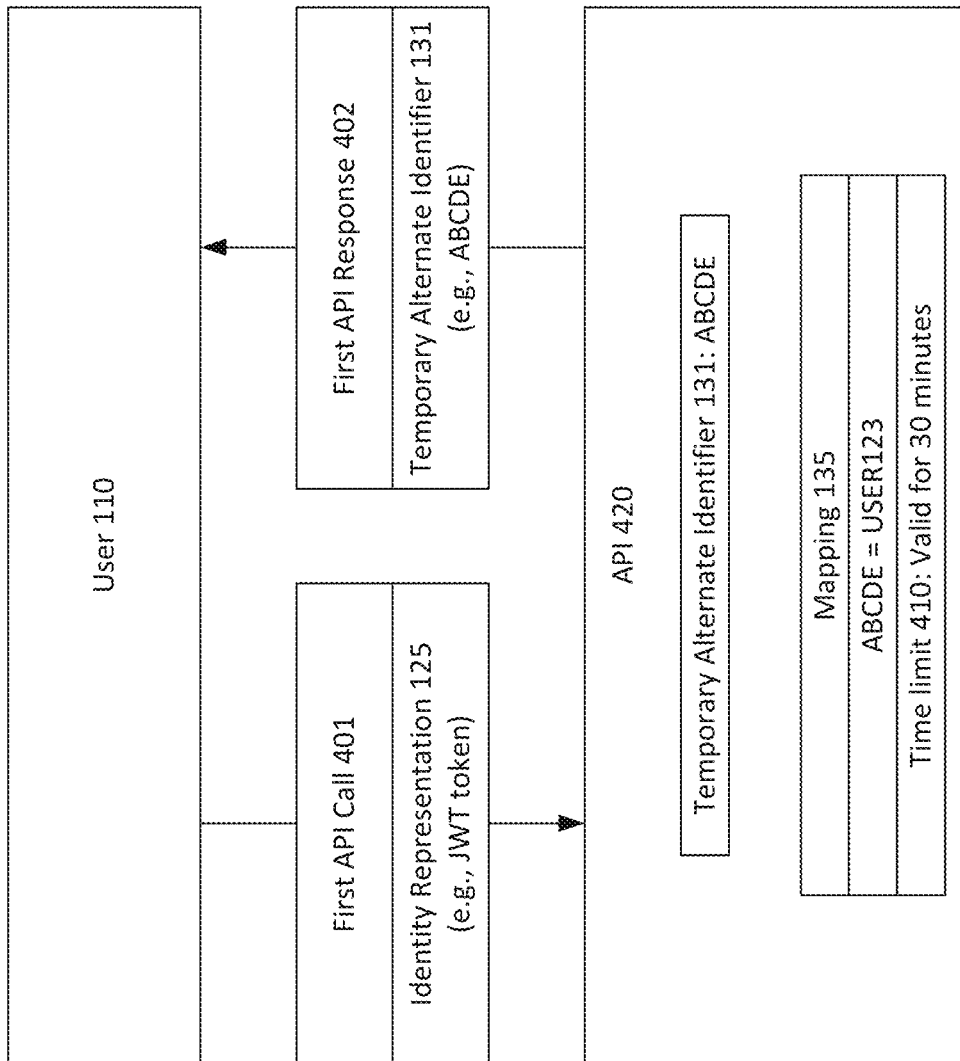 User 110
First API Call 401
Identity Representation 125
(e.g., JWT token)
First API Response 402
Temporary Alternate Identifier 131
(e.g., ABCDE)
API 420
Temporary Alternate Identifier 131: ABCDE
Mapping 135
ABCDE = USER123
Time limit 410: Valid for 30 minutes